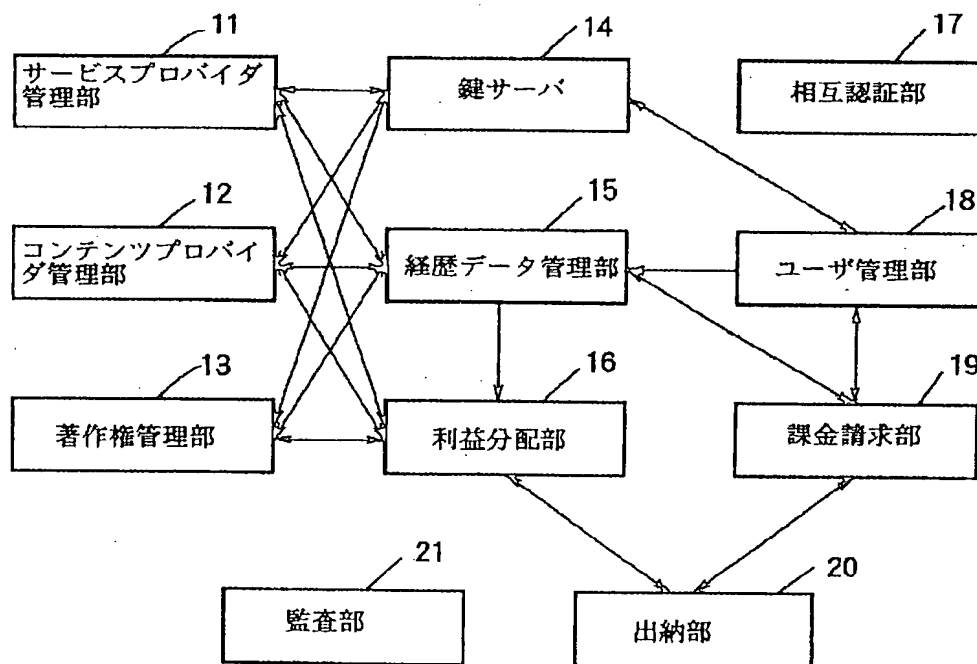 11
サービスプロバイダ
管理部
14
鍵サーバ
17
相互認証部
12
コンテンツプロバイ
ダ管理部
15
経歴データ管理部
18
ユーザ管理部
13
著作権管理部
16
利益分配部
19
課金請求部
21
監査部
20
出納部